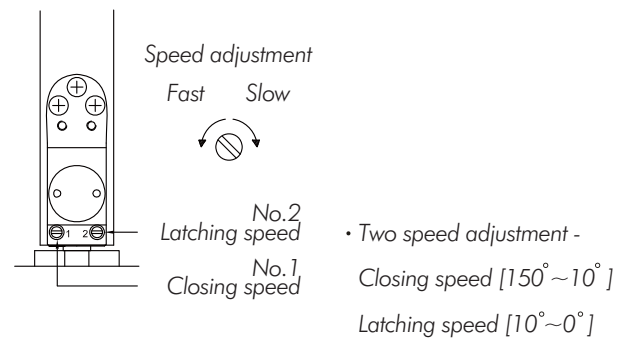 Speed adjustment
Fast Slow
1 2
No.2
Latching speed
No.1
Closing speed
• Two speed adjustment -
Closing speed [150°~10°]
Latching speed [10°~0°]